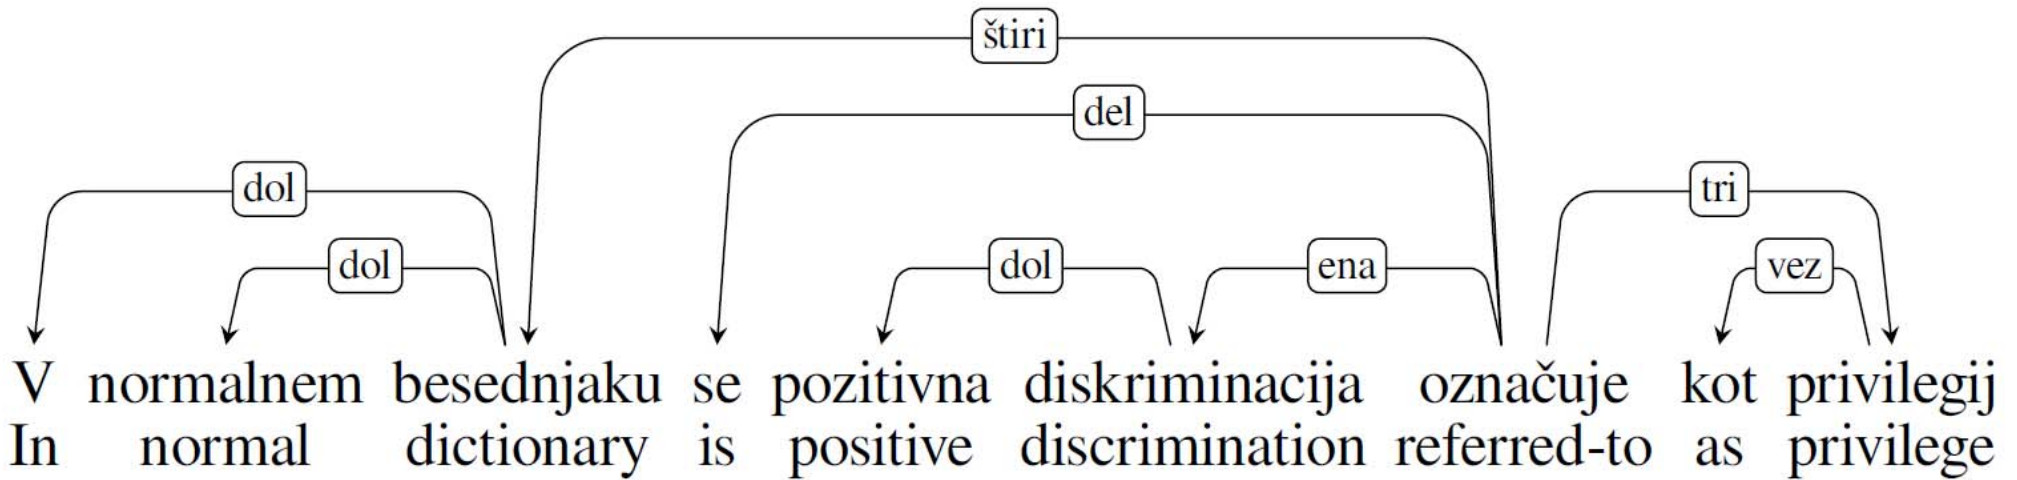 štiri
del
dol tri
dol dol ena vez
V normalnem besednjaku se pozitivna diskriminacija označuje kot privilegij
In normal dictionary is positive discrimination referred-to as privilege